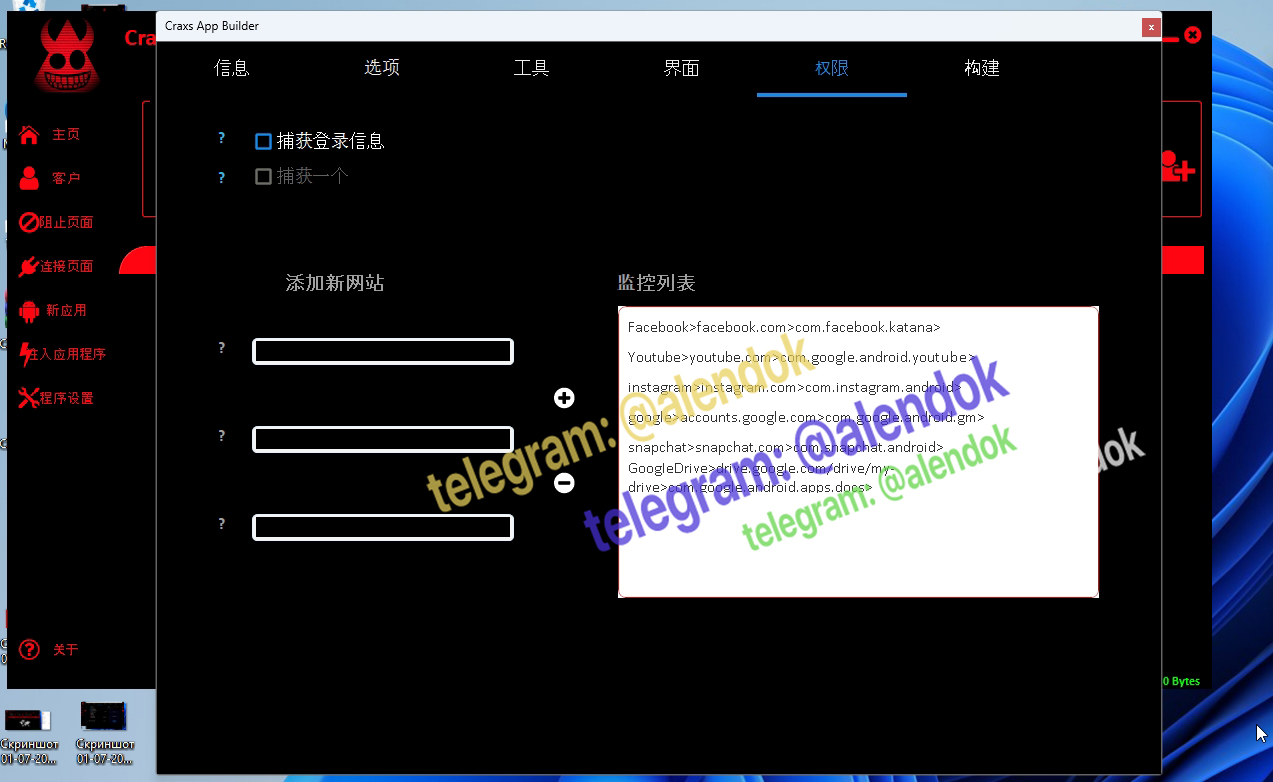 Craxs App Builder
x
Cra
信息
选项
工具
界面
权限
构建
主页
客户
阻止页面
连接页面
新应用
注入应用程序
程序设置
? 关于
? 捕获登录信息
? 捕获一个
添加新网站
监控列表
?
?
?
Facebook>facebook.com>com.facebook.katana>
Youtube>youtube.com>com.google.android.youtube>
instagram>instagram.com>com.instagram.android>
google>accounts.google.com>com.google.android.gm>
snapchat>snapchat.com>com.snapchat.android>
GoogleDrive>drive.google.com/drive/my-
drive>com.google.android.apps.docs>
telegram: @alendok
telegram: @alendok
telegram: @alendok
dok
0 Bytes
Скриншот
01-07-20...
Скриншот
01-07-20...